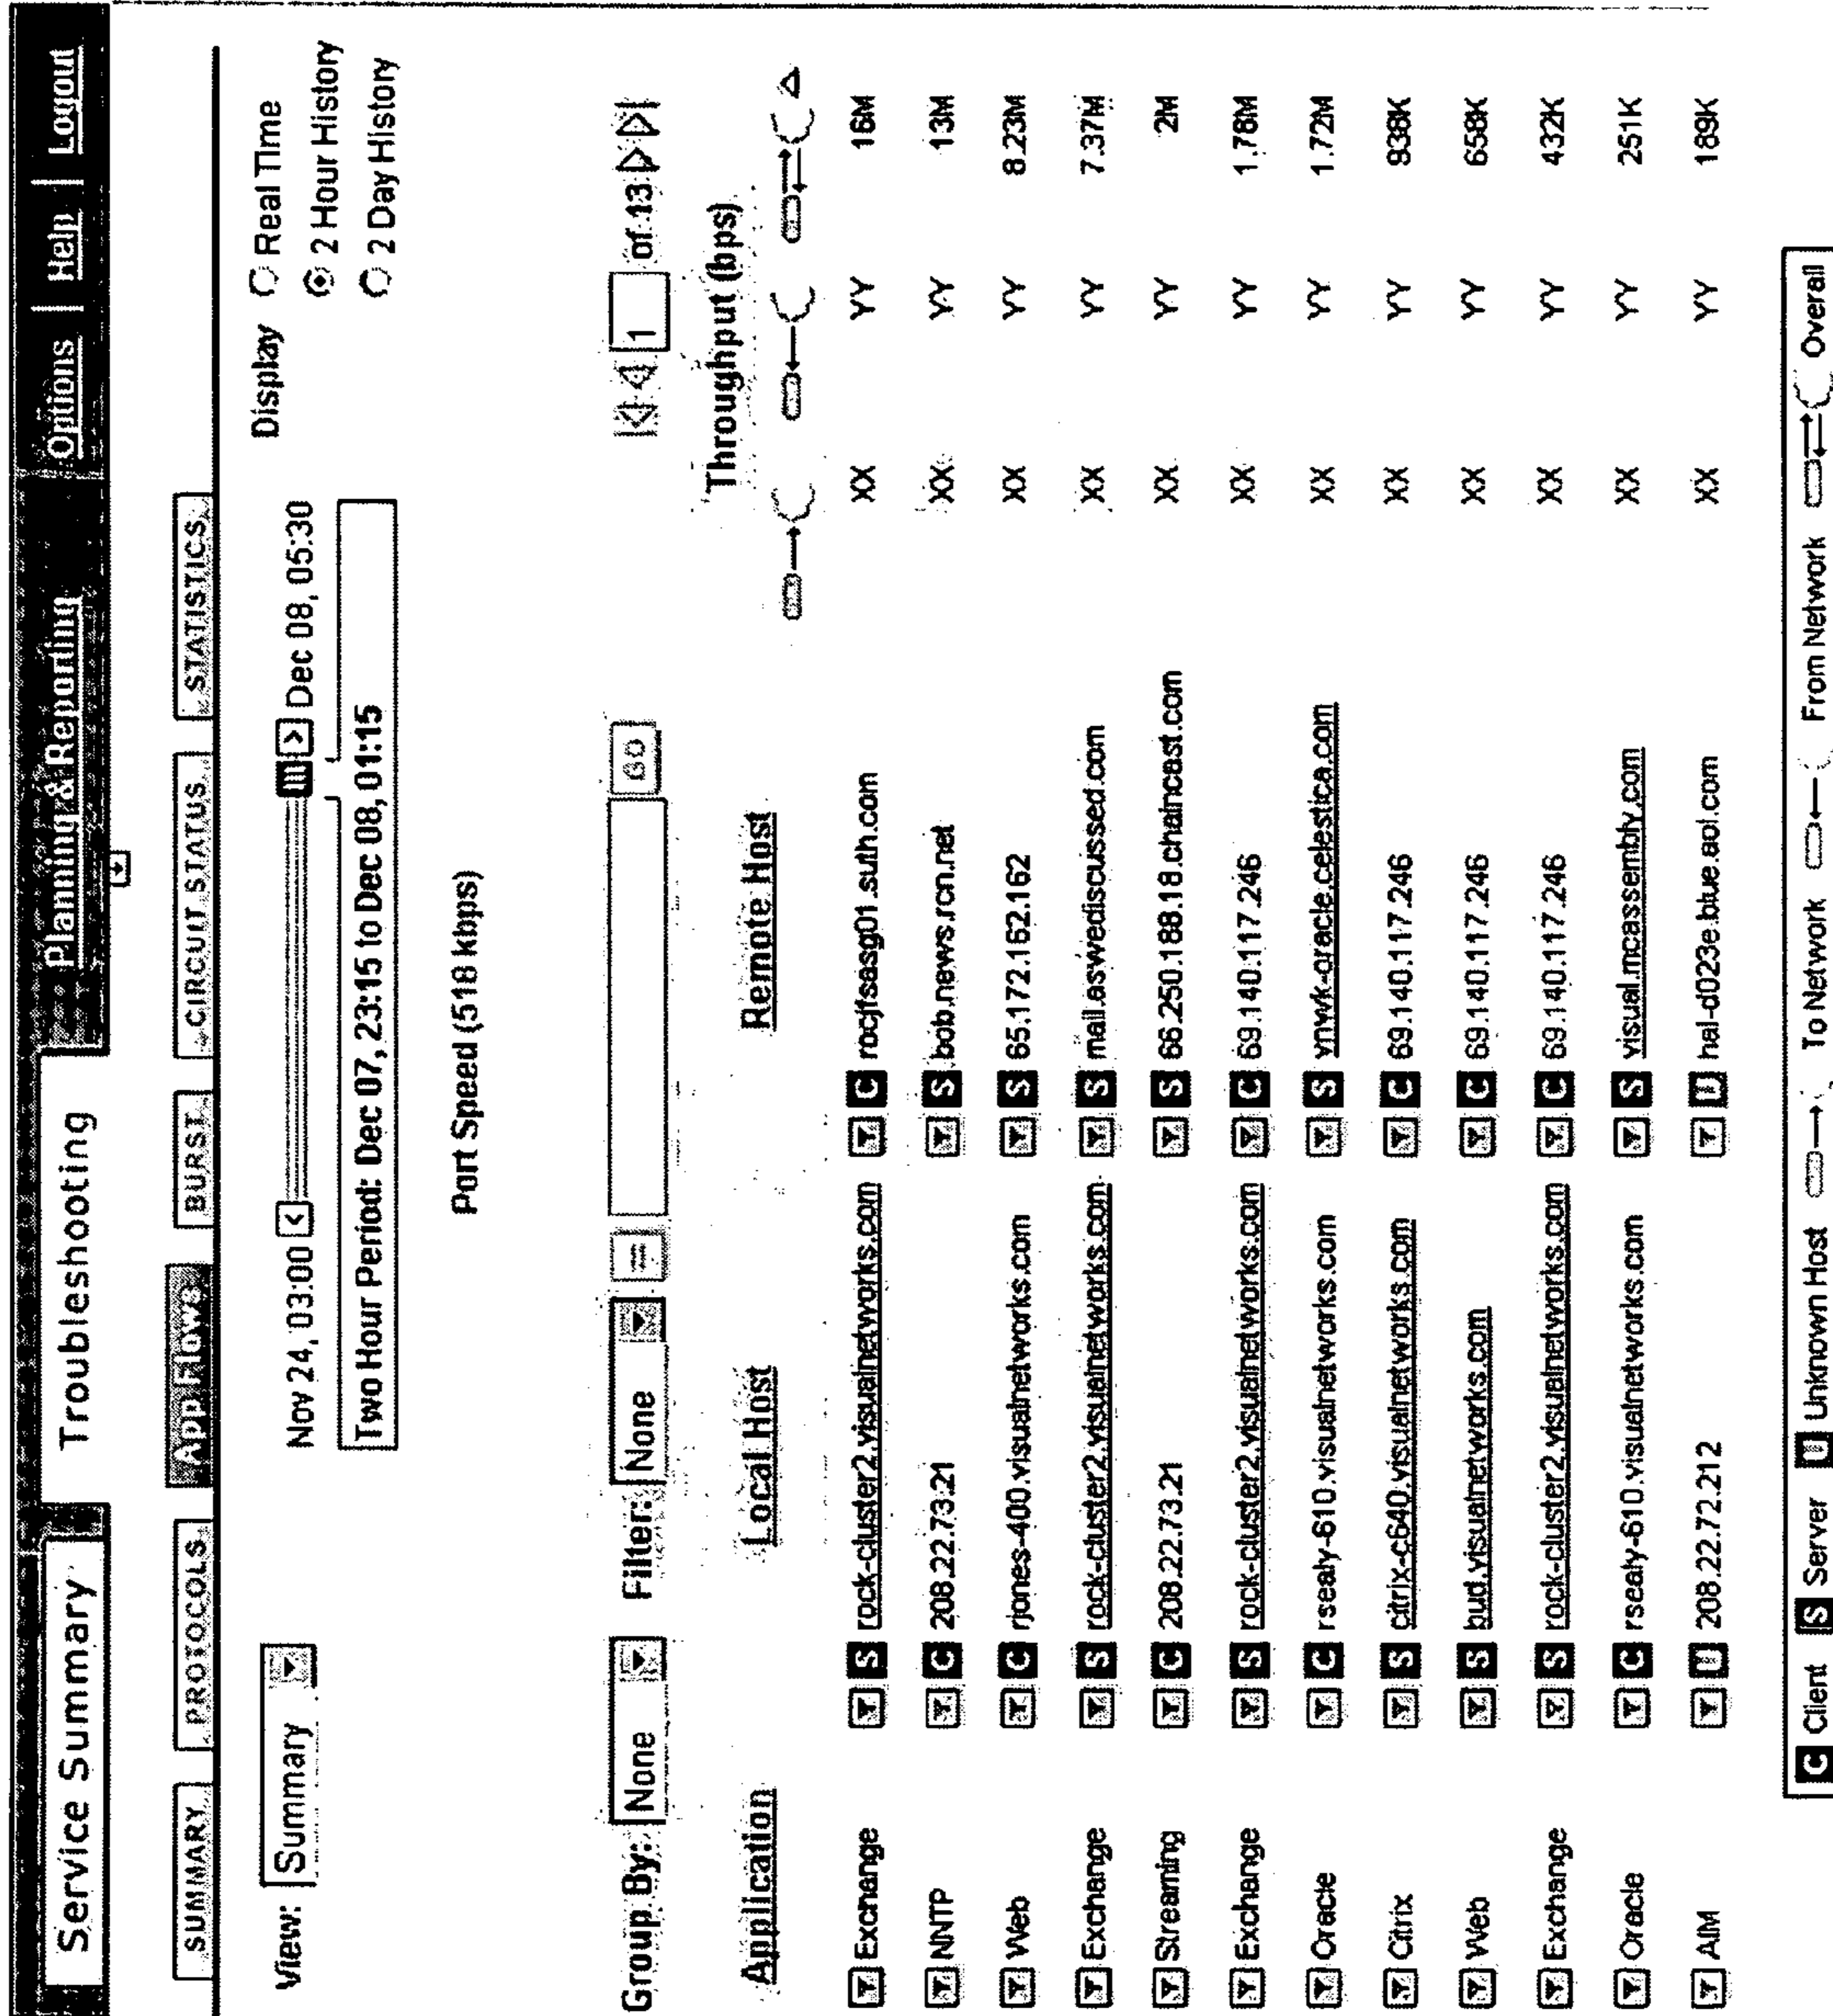 Service Summary Troubleshooting Planning & Reporting Options | Help | Logout
SUMMARY PROTOCOLS APP Flows BURST CIRCUIT STATUS STATISTICS
View: Summary Nov 24, 03:00 < > Dec 08, 05:30 Display Real Time
2 Hour History
2 Day History
Two Hour Period: Dec 07, 23:15 to Dec 08, 01:15
Port Speed (518 kbps)
Group By: None Filter: None = GO 1 of 13
Throughput (bps)
Application Local Host Remote Host
Exchange S rock-cluster2.visualnetworks.com C rocjfsasg01.suth.com XX YY 16M
NNTP C 208.22.73.21 S bob.news.rcn.net XX YY 13M
Web C rjones-400.visualnetworks.com S 65.172.162.162 XX YY 8.23M
Exchange S rock-cluster2.visualnetworks.com S mail.aswediscussed.com XX YY 7.37M
Streaming C 208.22.73.21 S 66.250.188.18.chaincast.com XX YY 2M
Exchange S rock-cluster2.visualnetworks.com C 69.140.117.246 XX YY 1.78M
Oracle C rsealy-610.visualnetworks.com S vnwk-oracle.celestica.com XX YY 1.72M
Citrix S citrix-c640.visualnetworks.com C 69.140.117.246 XX YY 938K
Web S bud.visualnetworks.com C 69.140.117.246 XX YY 658K
Exchange S rock-cluster2.visualnetworks.com C 69.140.117.246 XX YY 432K
Oracle C rsealy-610.visualnetworks.com S visual.mcassembly.com XX YY 251K
AIM U 208.22.72.212 U hal-d023e.blue.aol.com XX YY 189K
C Client S Server U Unknown Host To Network From Network Overall